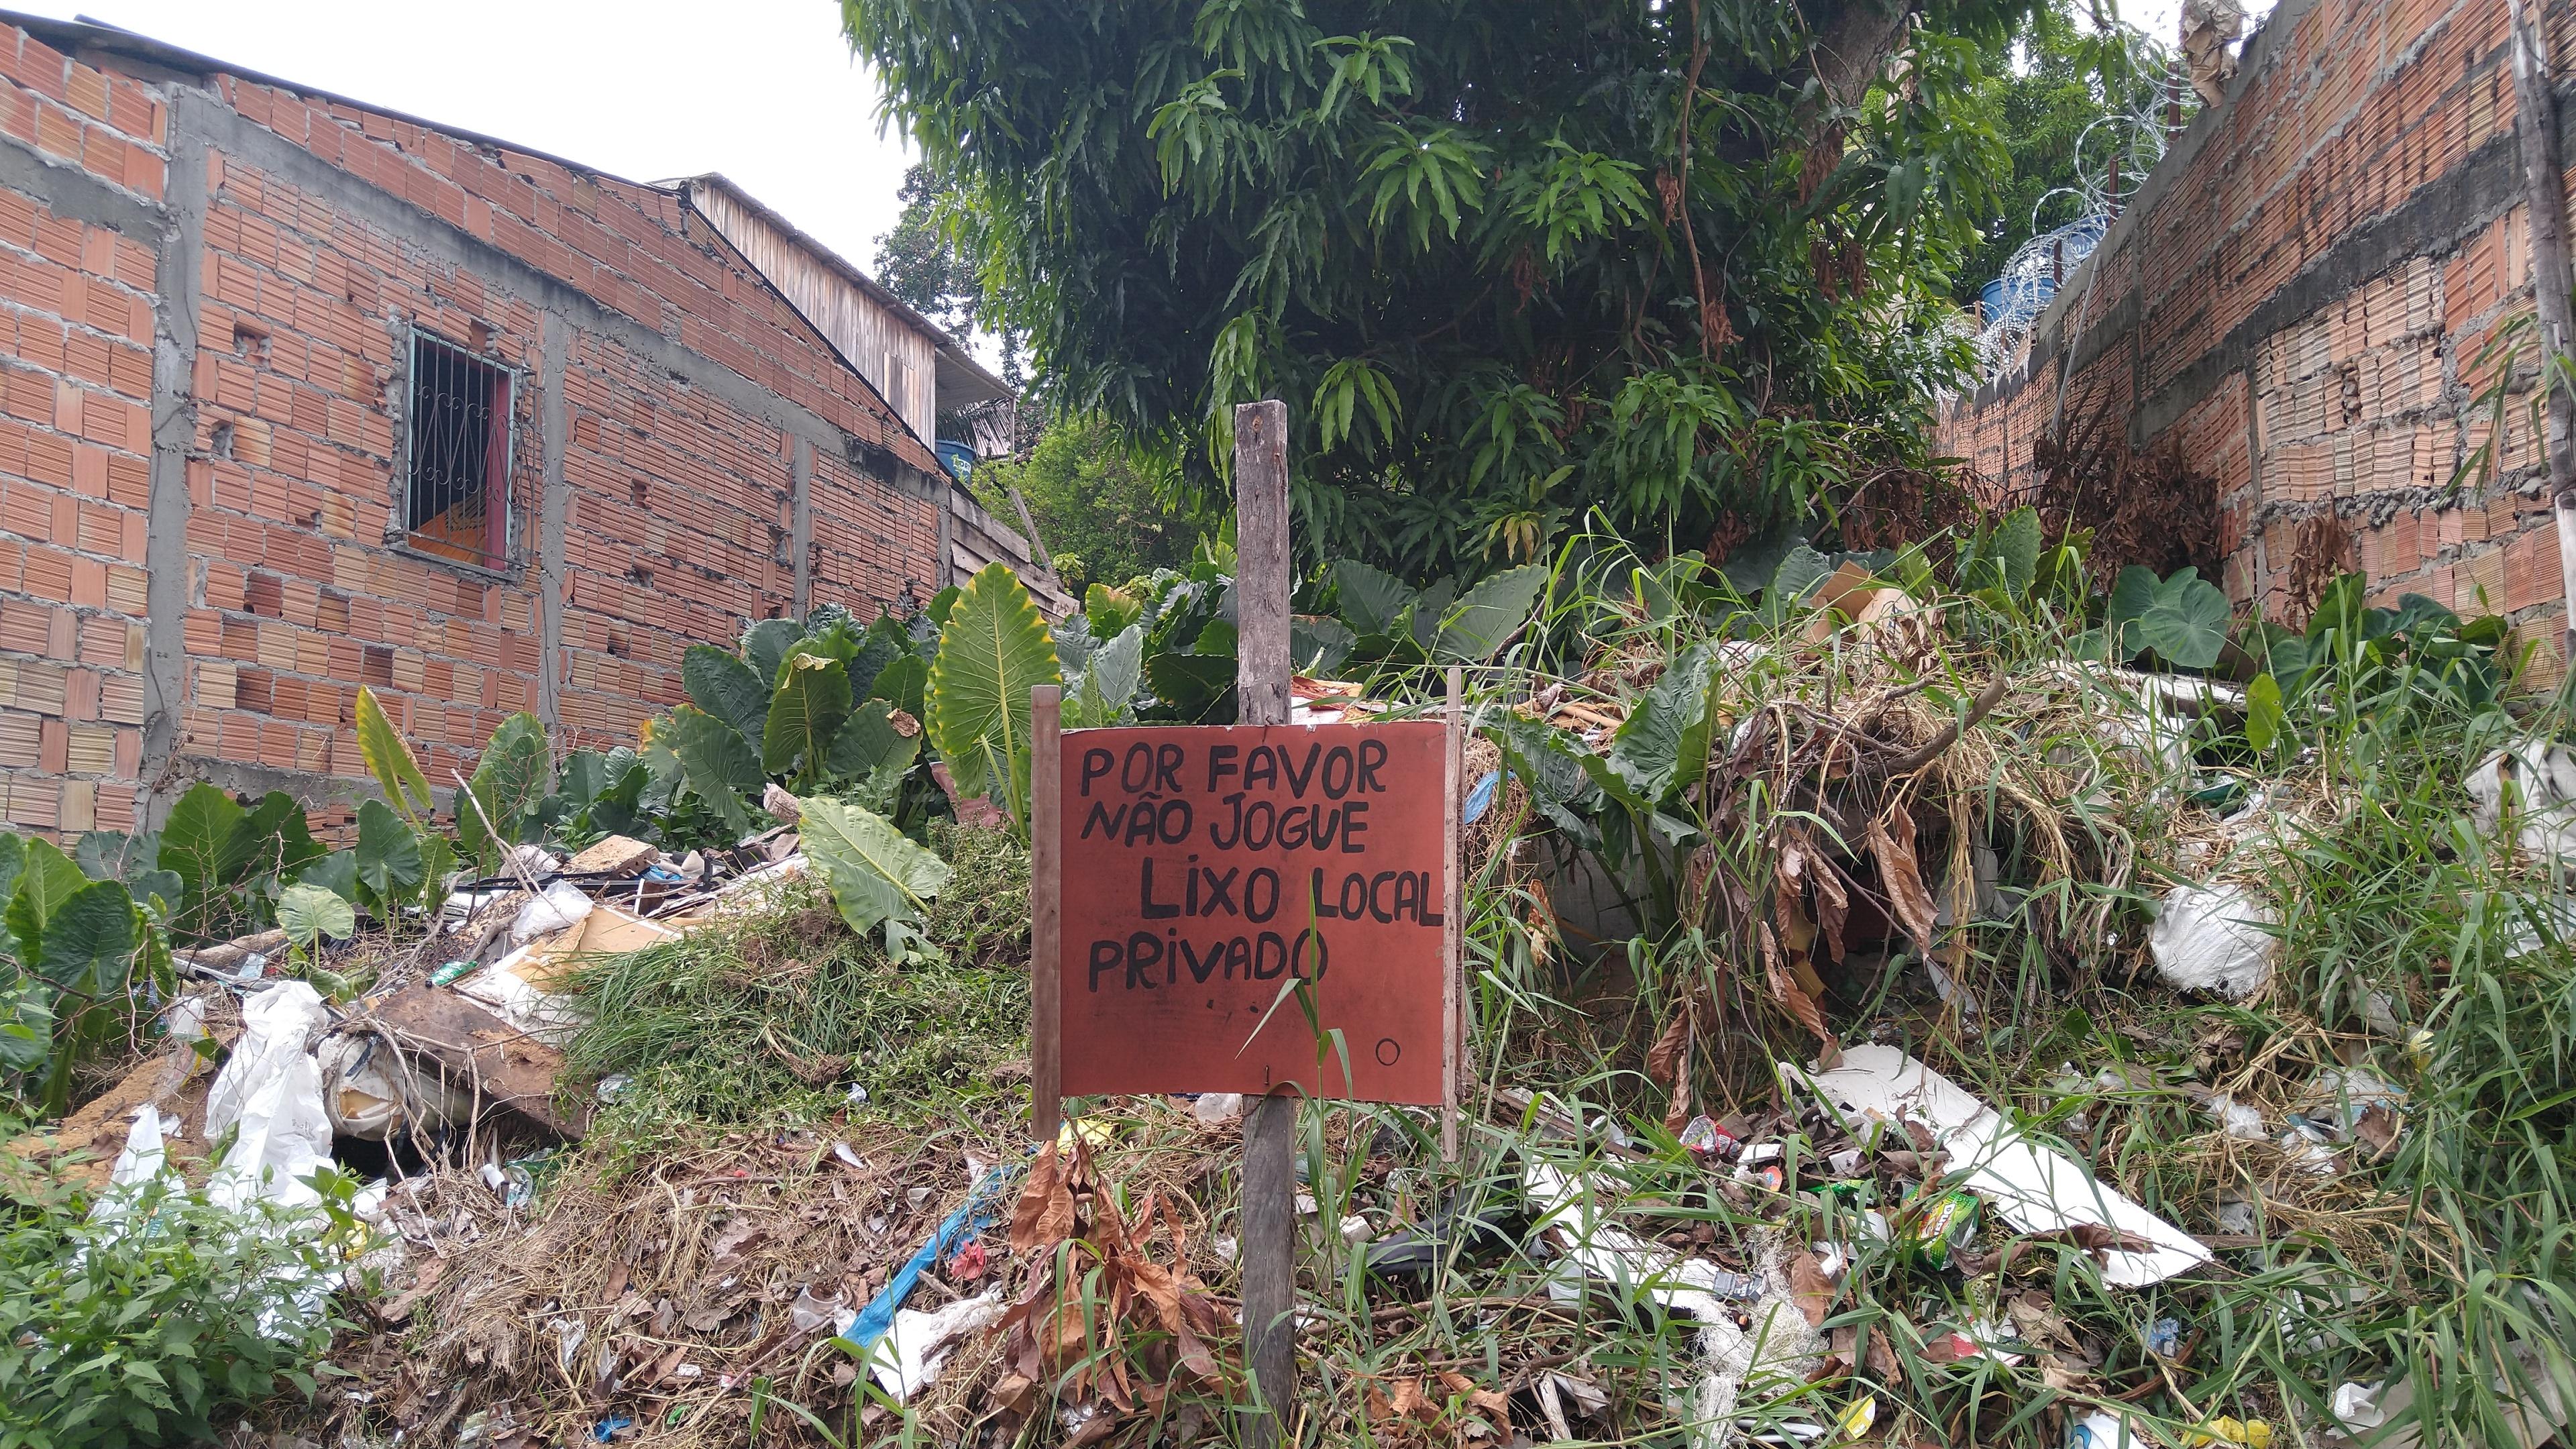 POR FAVOR
NÃO JOGUE
LiXO LOCAL
PRiVADO